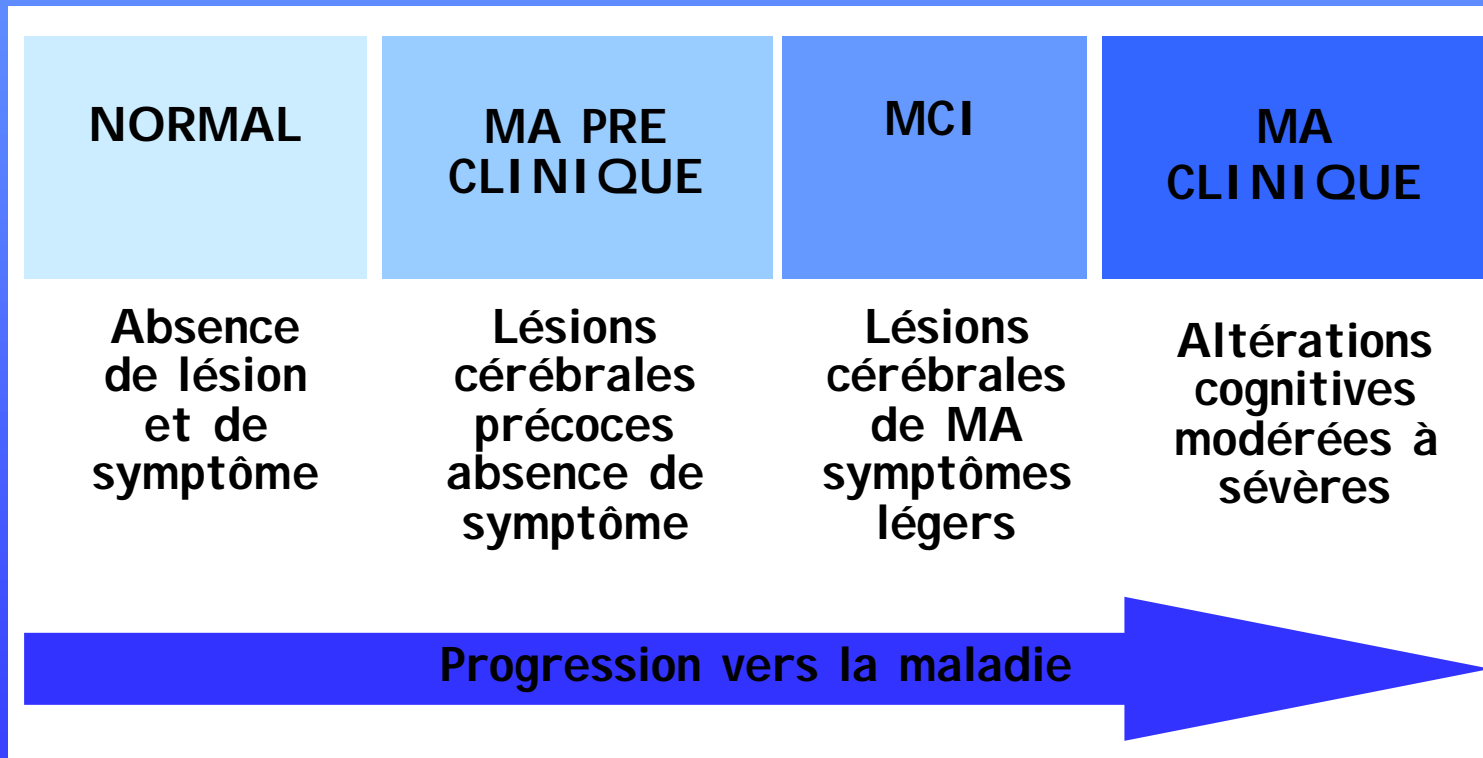 NORMAL
MA PRE
CLINIQUE
MCI
MA
CLINIQUE
Absence
de lésion
et de
symptôme
Lésions
cérébrales
précoces
absence de
symptôme
Lésions
cérébrales
de MA
symptômes
légers
Altérations
cognitives
modérées à
sévères
Progression vers la maladie